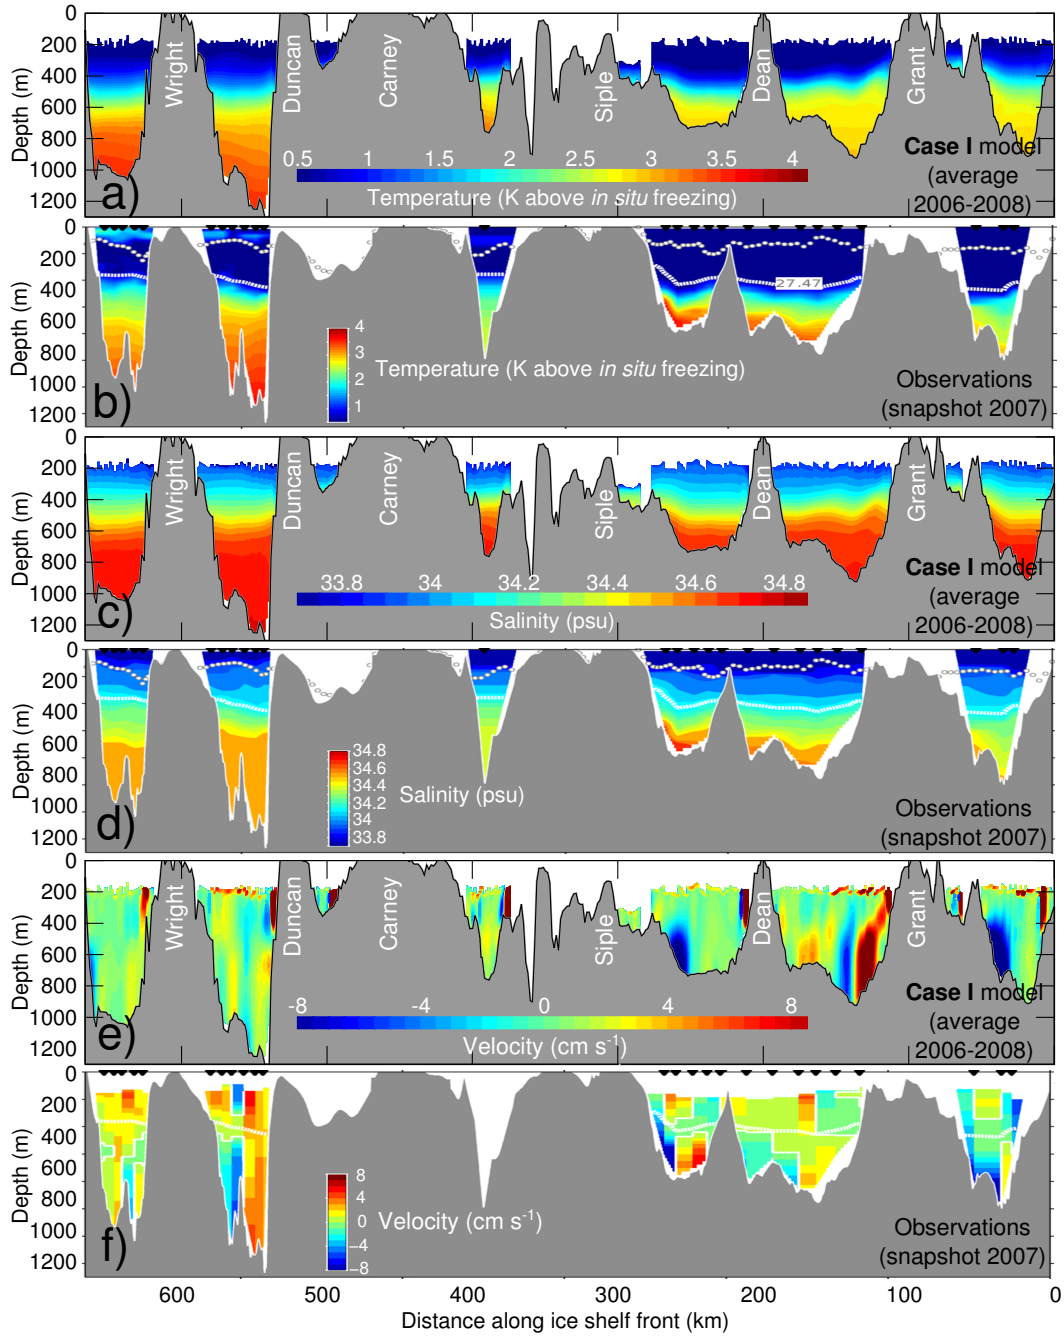 0
200
400
600
800
1000
1200
Depth (m)
Wright
Duncan
Carney
Siple
Dean
Grant
Case I model
(average
2006-2008)
0.5 1 1.5 2 2.5 3 3.5 4
Temperature (K above in situ freezing)
a)
0
200
400
600
800
1000
1200
Depth (m)
27.47
4
3
2
1
Temperature (K above in situ freezing)
Observations
(snapshot 2007)
b)
0
200
400
600
800
1000
1200
Depth (m)
Wright
Duncan
Carney
Siple
Dean
Grant
Case I model
(average
2006-2008)
33.8 34 34.2 34.4 34.6 34.8
Salinity (psu)
c)
0
200
400
600
800
1000
1200
Depth (m)
34.8
34.6
34.4
34.2
34
33.8
Salinity (psu)
Observations
(snapshot 2007)
d)
0
200
400
600
800
1000
1200
Depth (m)
Wright
Duncan
Carney
Siple
Dean
Grant
Case I model
(average
2006-2008)
-8 -4 0 4 8
Velocity (cm s⁻¹)
e)
0
200
400
600
800
1000
1200
Depth (m)
8
4
0
−4
−8
Velocity (cm s⁻¹)
Observations
(snapshot 2007)
f)
600 500 400 300 200 100 0
Distance along ice shelf front (km)